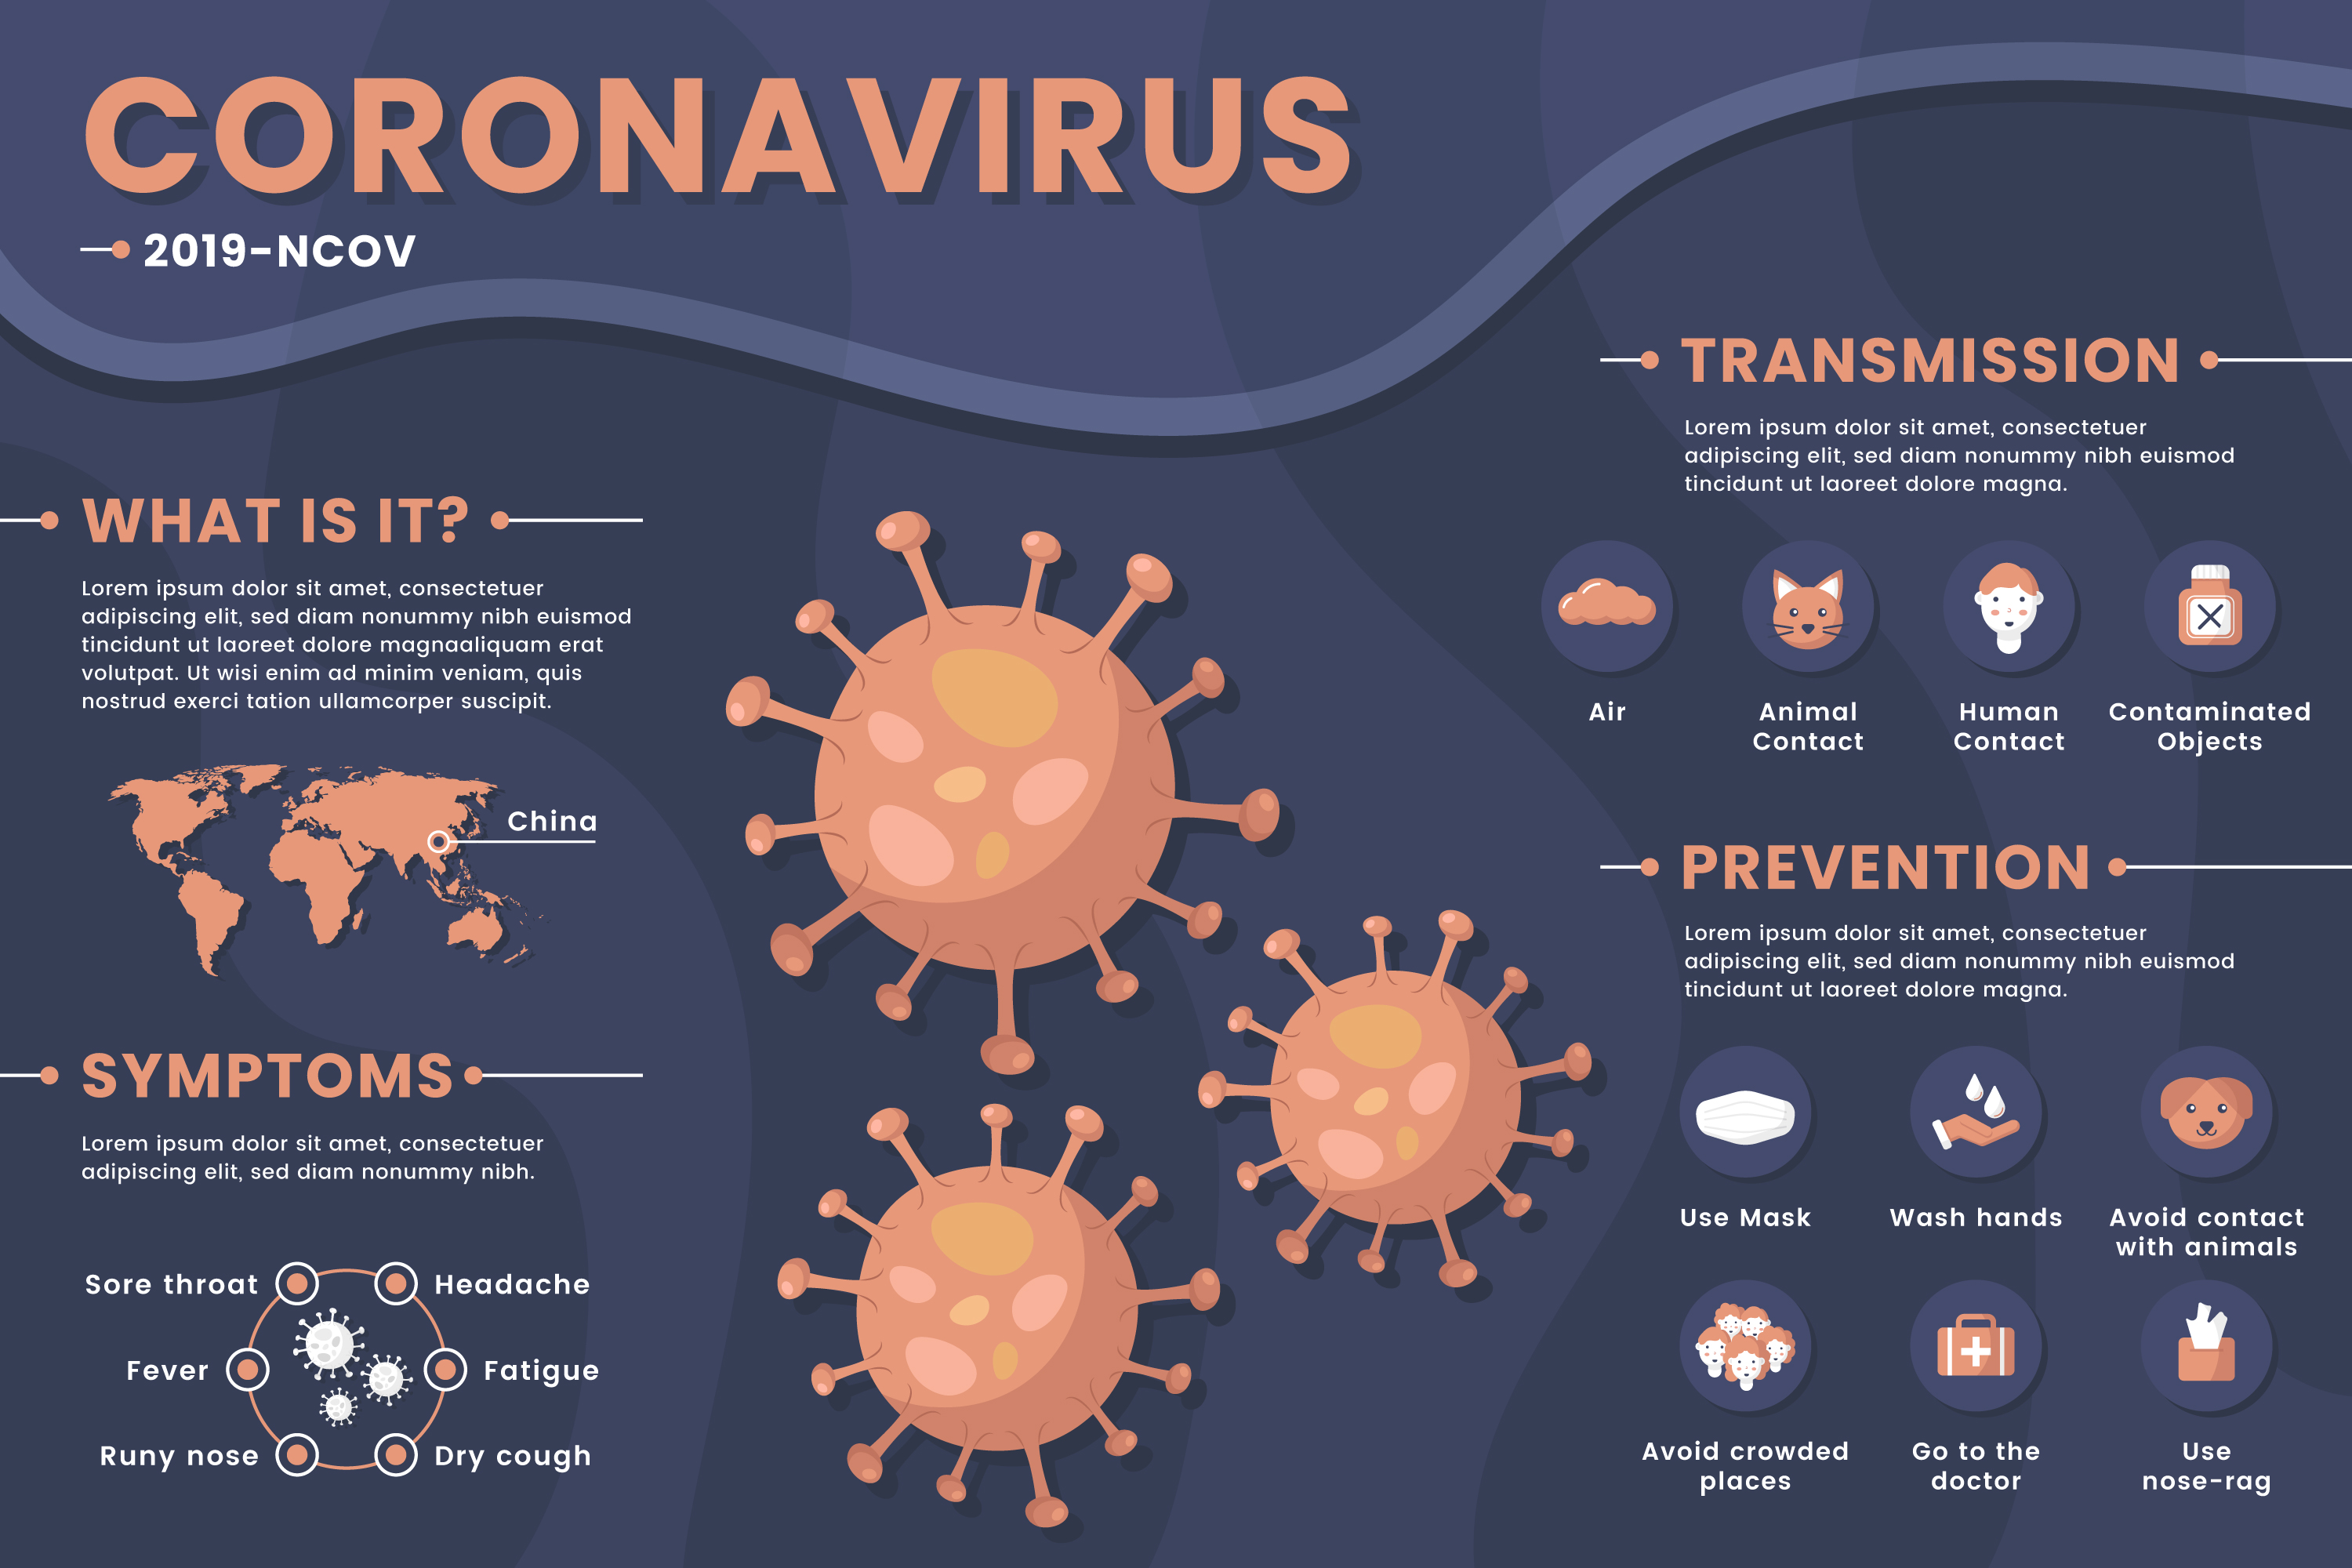 CORONAVIRUS
2019-NCOV
WHAT IS IT?
Lorem ipsum dolor sit amet, consectetuer
adipiscing elit, sed diam nonummy nibh euismod
tincidunt ut laoreet dolore magnaaliquam erat
volutpat. Ut wisi enim ad minim veniam, quis
nostrud exerci tation ullamcorper suscipit.
China
SYMPTOMS
Lorem ipsum dolor sit amet, consectetuer
adipiscing elit, sed diam nonummy nibh.
Sore throat
Headache
Fever
Fatigue
Runy nose
Dry cough
TRANSMISSION
Lorem ipsum dolor sit amet, consectetuer
adipiscing elit, sed diam nonummy nibh euismod
tincidunt ut laoreet dolore magna.
Air
Animal
Contact
Human
Contact
Contaminated
Objects
PREVENTION
Lorem ipsum dolor sit amet, consectetuer
adipiscing elit, sed diam nonummy nibh euismod
tincidunt ut laoreet dolore magna.
Use Mask
Wash hands
Avoid contact
with animals
Avoid crowded
places
Go to the
doctor
Use
nose-rag